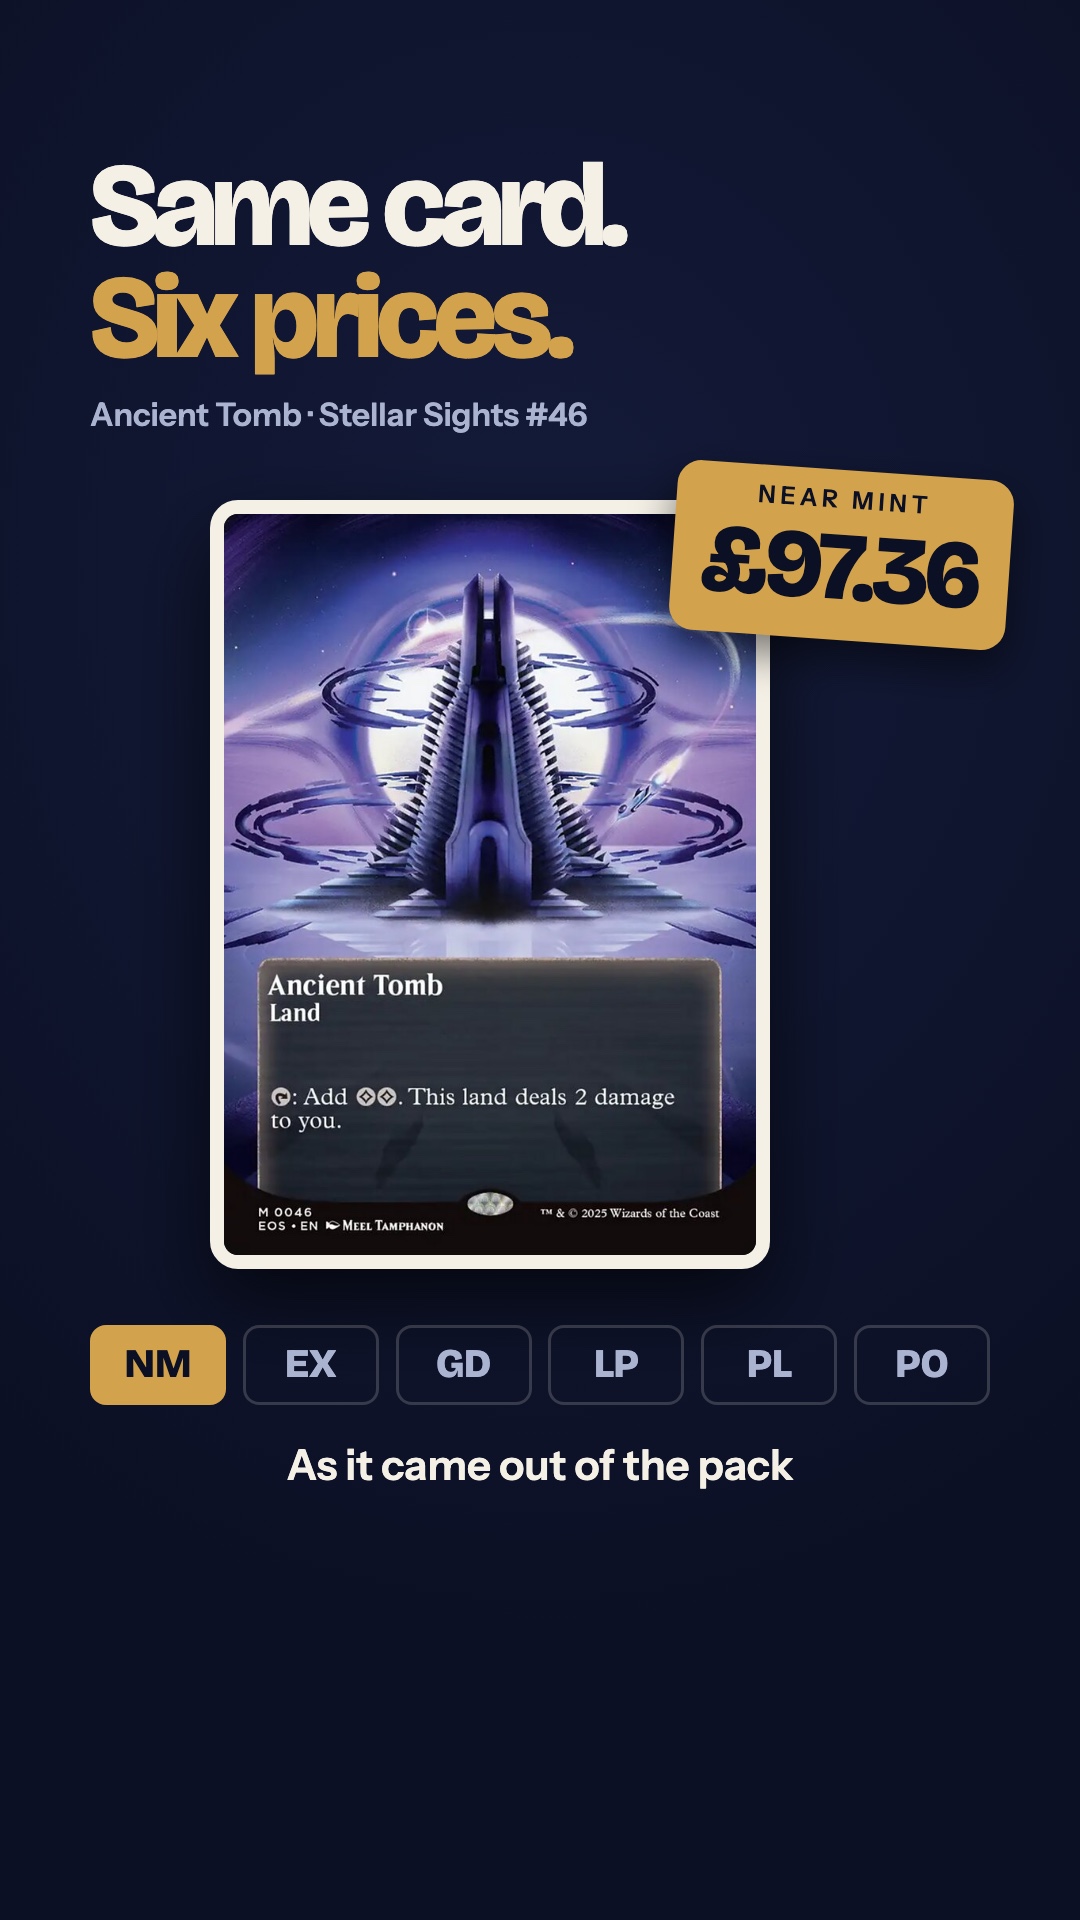 Same card.
Six prices.
Ancient Tomb · Stellar Sights #46
NEAR MINT
£97.36
Ancient Tomb
Land
: Add . This land deals 2 damage
to you.
M 0046
EOS • EN MEEL TAMPHANON
™ & © 2025 Wizards of the Coast
NM EX GD LP PL PO
As it came out of the pack